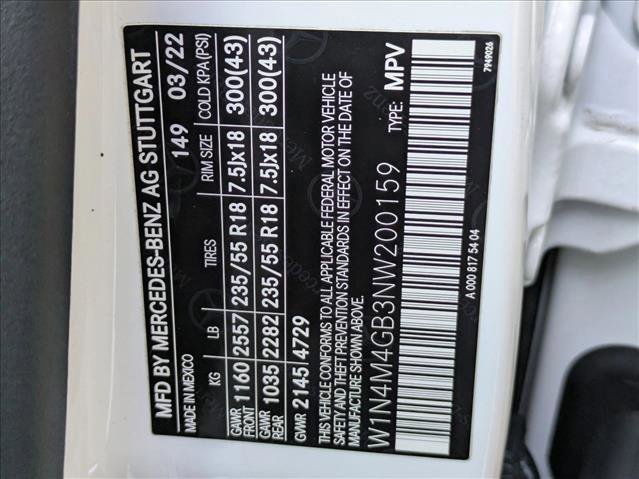 MFD BY MERCEDES-BENZ AG STUTTGART
MADE IN MEXICO 149 03/22
KG LB TIRES RIM SIZE COLD KPA(PSI)
GAWR FRONT 1160 2557 235/55 R18 7.5Jx18 300(43)
GAWR REAR 1035 2282 235/55 R18 7.5Jx18 300(43)
GVWR 2145 4729
THIS VEHICLE CONFORMS TO ALL APPLICABLE FEDERAL MOTOR VEHICLE
SAFETY AND THEFT PREVENTION STANDARDS IN EFFECT ON THE DATE OF
MANUFACTURE SHOWN ABOVE.
TYPE: MPV
W1N4M4GB3NW200159
A 000 817 54 04
7949026